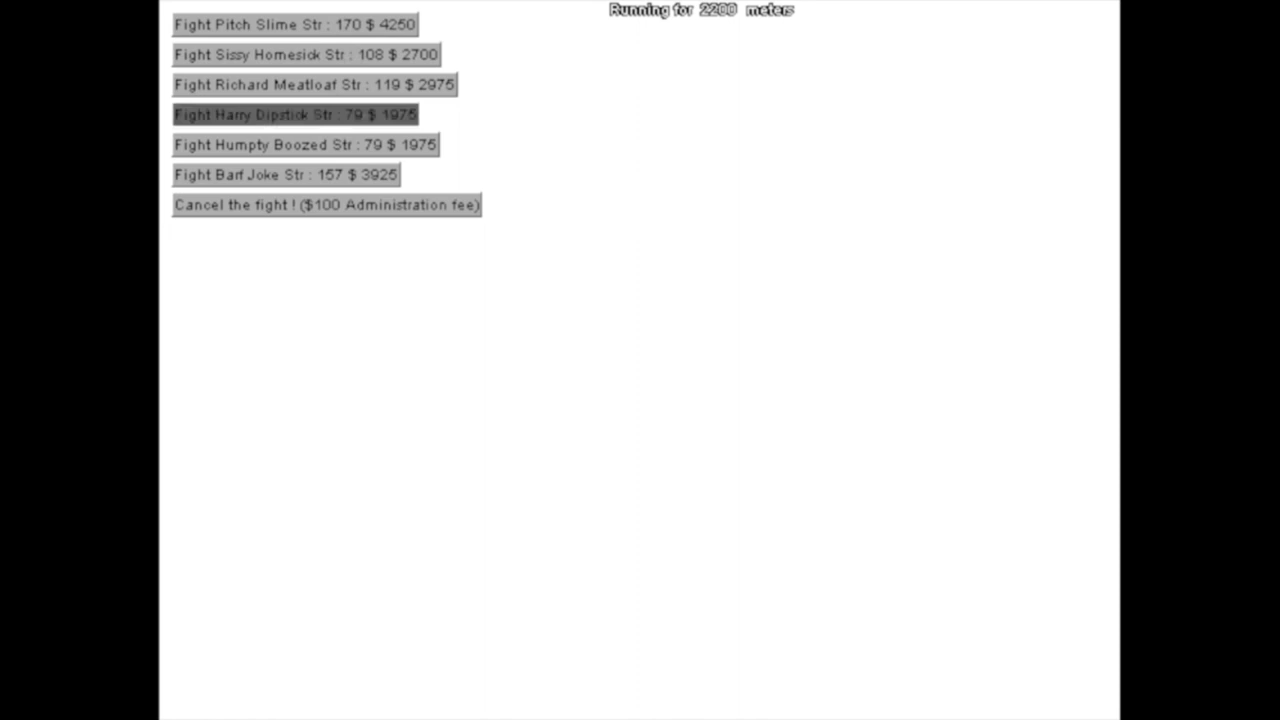 Running for 2200 meters
Fight Pitch Slime Str : 170 $ 4250
Fight Sissy Homesick Str : 108 $ 2700
Fight Richard Meatloaf Str : 119 $ 2975
Fight Harry Dipstick Str : 79 $ 1975
Fight Humpty Boozed Str : 79 $ 1975
Fight Barf Joke Str : 157 $ 3925
Cancel the fight ! ($100 Administration fee)